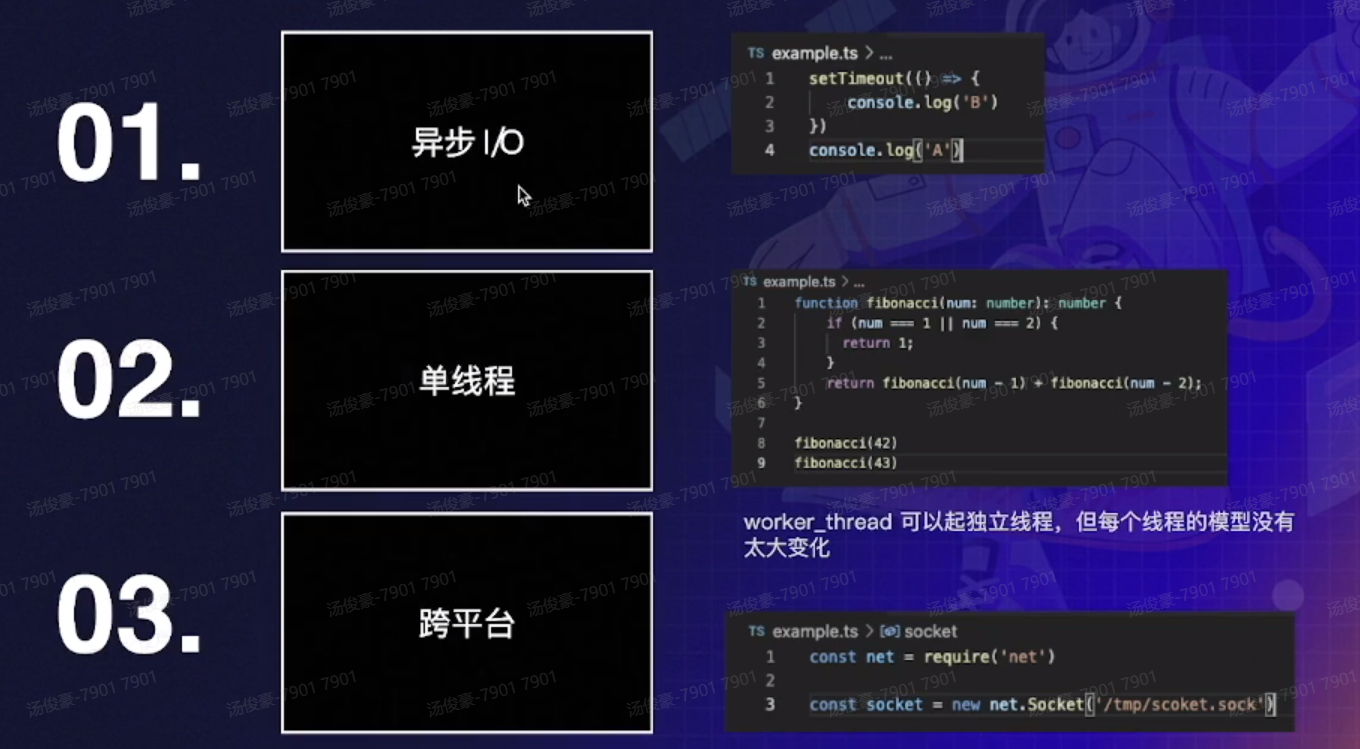 01.
异步 I/O
TS example.ts > ...
1 setTimeout(() => {
2 console.log('B')
3 })
4 console.log('A')
02.
单线程
TS example.ts > ...
1 function fibonacci(num: number): number {
2 if (num === 1 || num === 2) {
3 return 1;
4 }
5 return fibonacci(num - 1) + fibonacci(num - 2);
6 }
7
8 fibonacci(42)
9 fibonacci(43)
worker_thread 可以起独立线程，但每个线程的模型没有
太大变化
03.
跨平台
TS example.ts > socket
1 const net = require('net')
2
3 const socket = new net.Socket('/tmp/scoket.sock')
汤俊豪-7901 7901